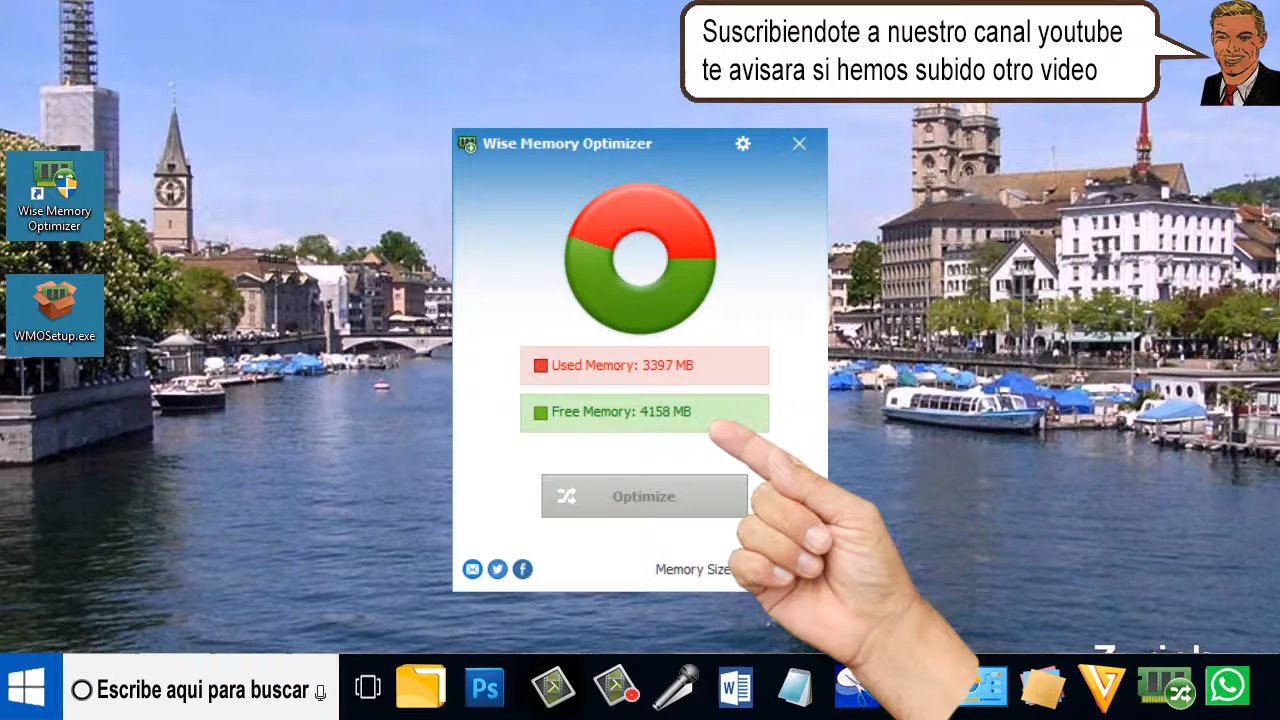 Suscribiendote a nuestro canal youtube
te avisara si hemos subido otro video
Wise Memory Optimizer
Wise Memory
Optimizer
WMOSetup.exe
Used Memory: 3397 MB
Free Memory: 4158 MB
Optimize
Memory Size
Escribe aqui para buscar
Ps
W